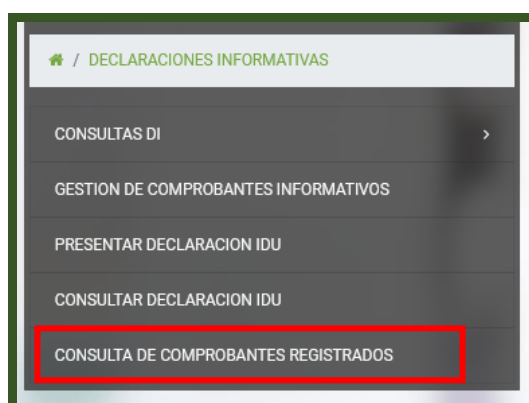 / DECLARACIONES INFORMATIVAS
CONSULTAS DI
GESTION DE COMPROBANTES INFORMATIVOS
PRESENTAR DECLARACION IDU
CONSULTAR DECLARACION IDU
CONSULTA DE COMPROBANTES REGISTRADOS